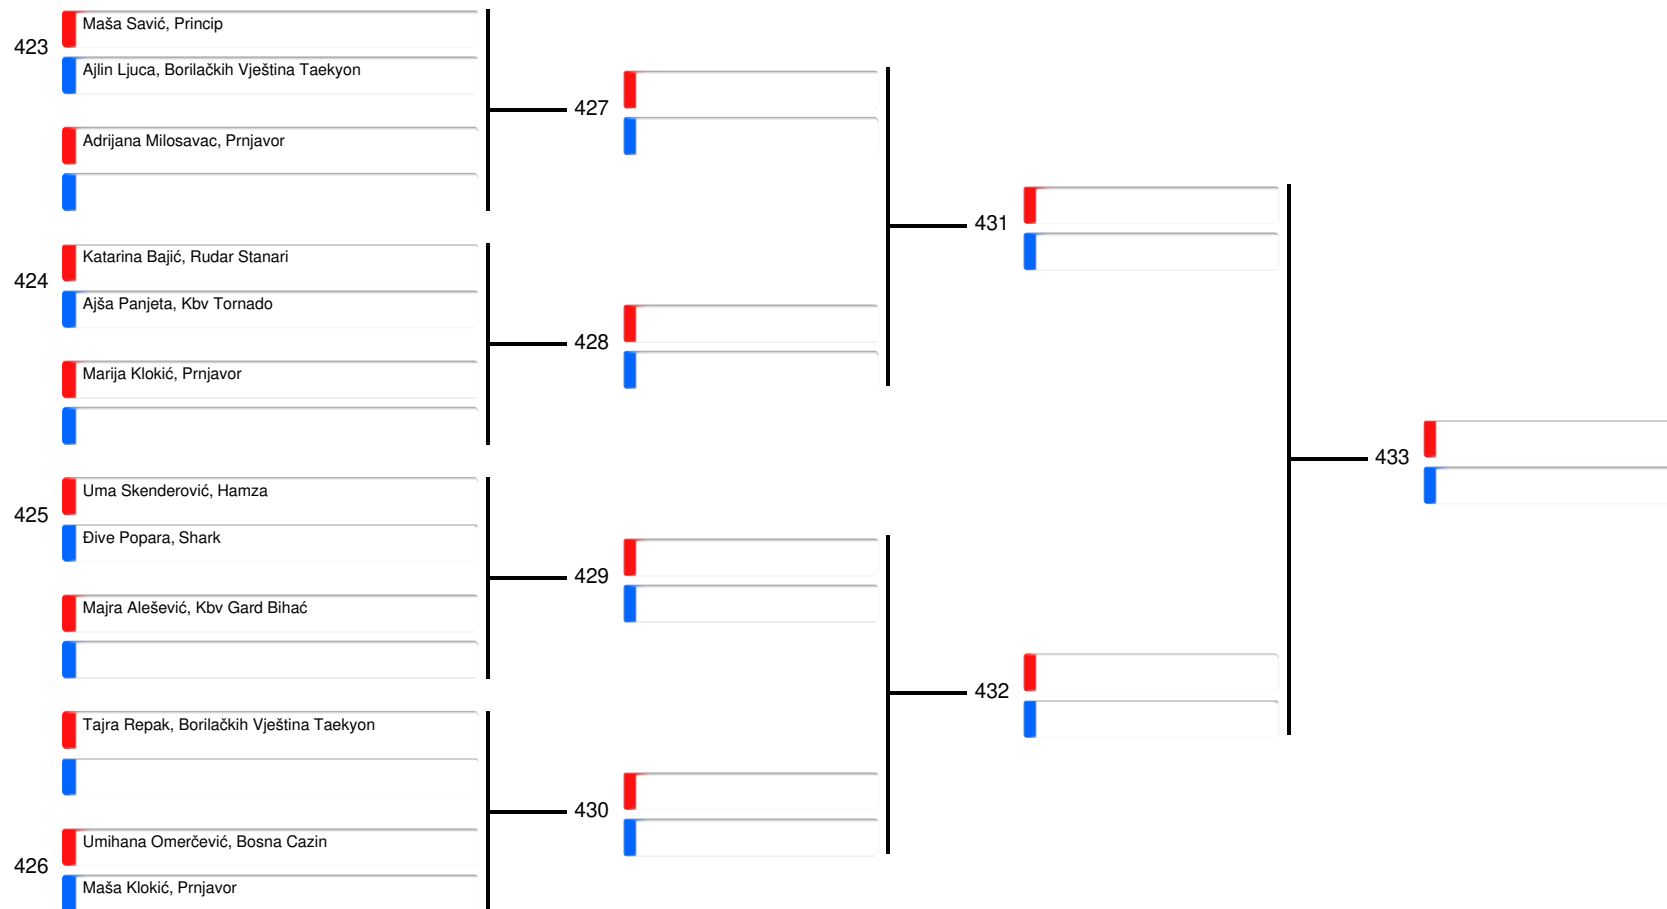 423
Maša Savić, Princip
Ajlin Ljuca, Borilačkih Vještina Taekyon
Adrijana Milosavac, Prnjavor
424
Katarina Bajić, Rudar Stanari
Ajša Panjeta, Kbv Tornado
Marija Klokić, Prnjavor
425
Uma Skenderović, Hamza
Đive Popara, Shark
Majra Alešević, Kbv Gard Bihać
Tajra Repak, Borilačkih Vještina Taekyon
426
Umihana Omerčević, Bosna Cazin
Maša Klokić, Prnjavor
427
428
429
430
431
432
433